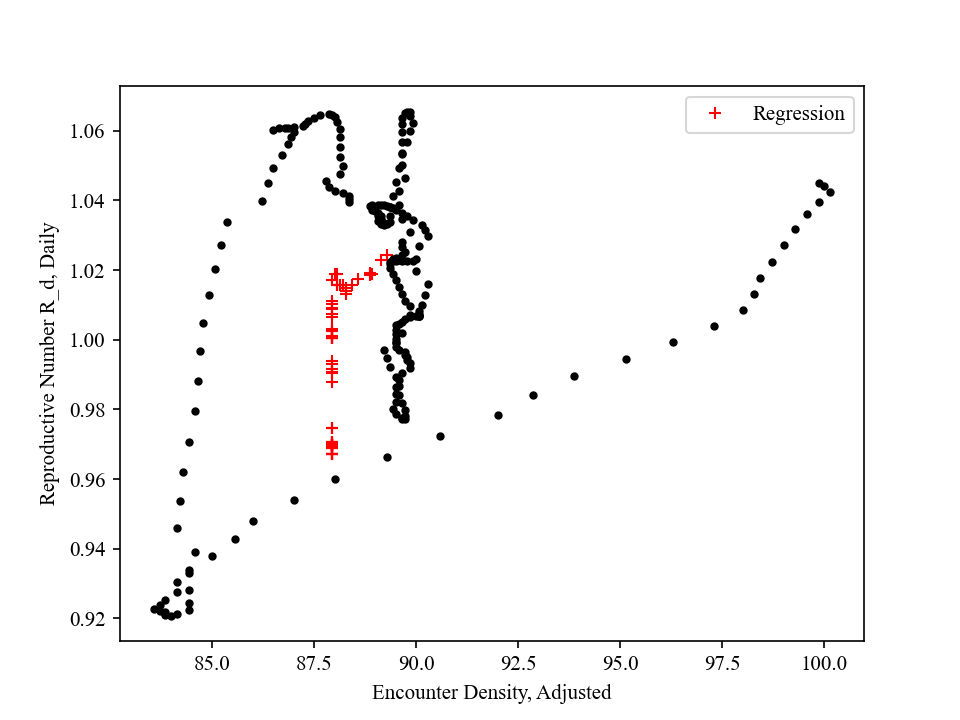 Regression
1.06
1.04
1.02
1.00
0.98
0.96
0.94
0.92
Reproductive Number R_d, Daily
85.0 87.5 90.0 92.5 95.0 97.5 100.0
Encounter Density, Adjusted